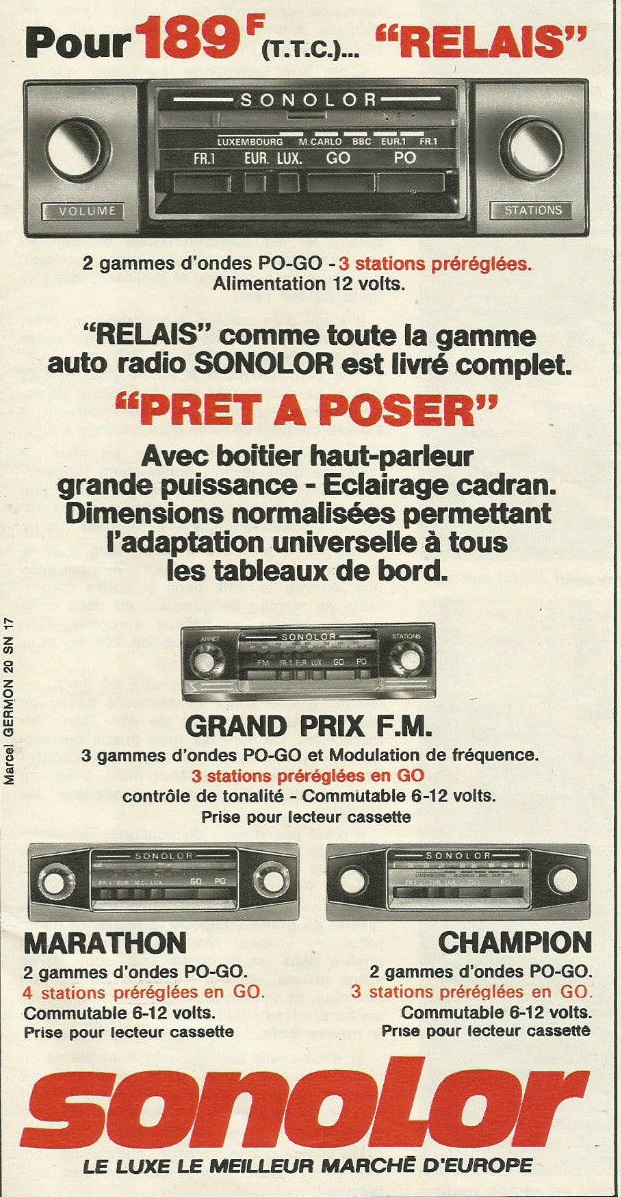 Pour 189F (T.T.C.)... "RELAIS"
SONOLOR
LUXEMBOURG M.CARLO BBC EUR.1 FR.1
FR.1 EUR. LUX. GO PO
VOLUME
STATIONS
2 gammes d'ondes PO-GO - 3 stations préréglées.
Alimentation 12 volts.
"RELAIS" comme toute la gamme
auto radio SONOLOR est livré complet.
"PRET A POSER"
Avec boitier haut-parleur
grande puissance - Eclairage cadran.
Dimensions normalisées permettant
l'adaptation universelle à tous
les tableaux de bord.
Marcel GERMON 20 SN 17
ARRET SONOLOR STATIONS
FM FR.1 EUR LUX GO PO
GRAND PRIX F.M.
3 gammes d'ondes PO-GO et Modulation de fréquence.
3 stations préréglées en GO
contrôle de tonalité - Commutable 6-12 volts.
Prise pour lecteur cassette
SONOLOR
FR.1 EUR M.C LUX GO PO
MARATHON
2 gammes d'ondes PO-GO.
4 stations préréglées en GO.
Commutable 6-12 volts.
Prise pour lecteur cassette
SONOLOR
CHAMPION
2 gammes d'ondes PO-GO.
3 stations préréglées en GO.
Commutable 6-12 volts.
Prise pour lecteur cassette
sonolor
LE LUXE LE MEILLEUR MARCHÉ D'EUROPE